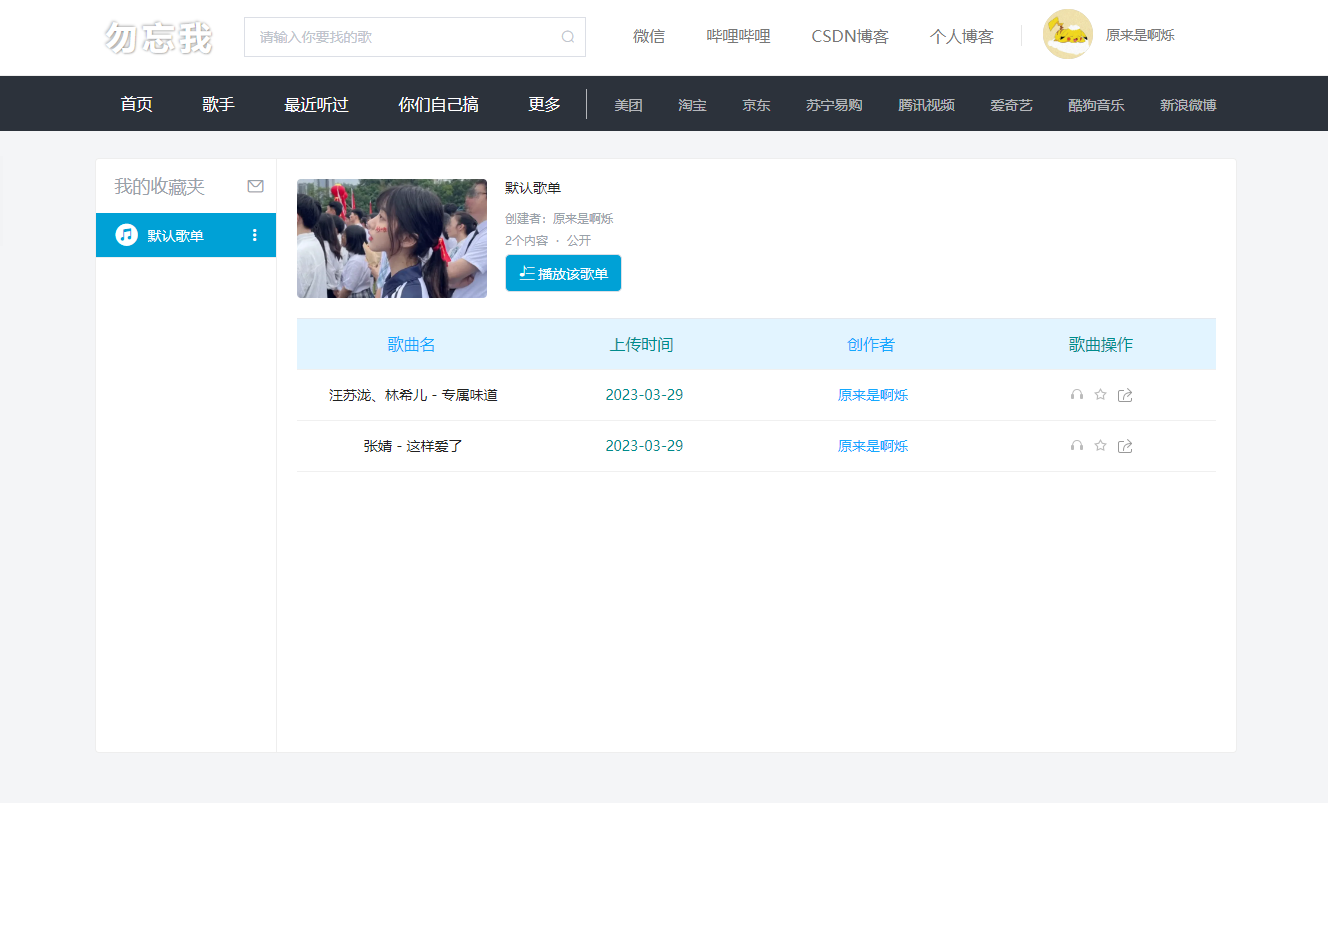 勿忘我 请输入你要找的歌 微信 哔哩哔哩 CSDN博客 个人博客 原来是啊烁
首页 歌手 最近听过 你们自己搞 更多 美团 淘宝 京东 苏宁易购 腾讯视频 爱奇艺 酷狗音乐 新浪微博
我的收藏夹
默认歌单
默认歌单
创建者：原来是啊烁
2个内容 · 公开
播放该歌单
歌曲名 上传时间 创作者 歌曲操作
汪苏泷、林希儿 - 专属味道 2023-03-29 原来是啊烁
张婧 - 这样爱了 2023-03-29 原来是啊烁